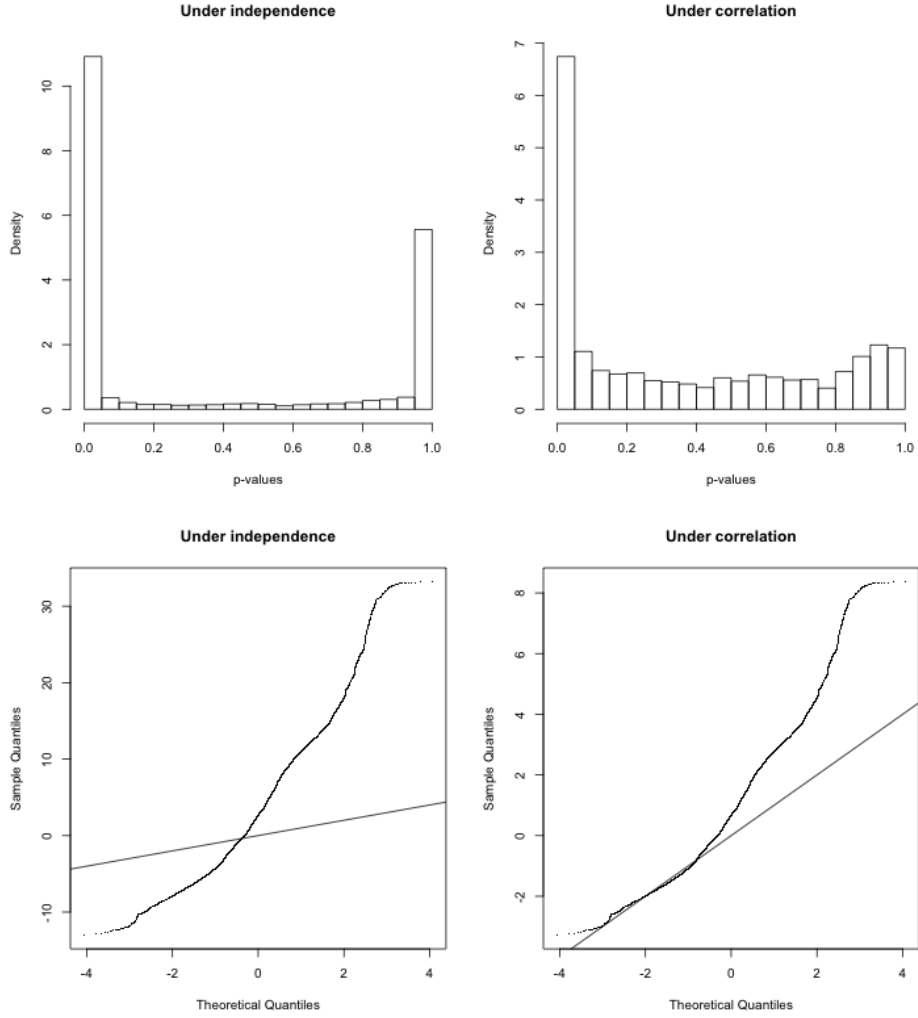 Under independence
Under correlation
Density
10
8
6
4
2
0
0.0 0.2 0.4 0.6 0.8 1.0
p-values
Density
7
6
5
4
3
2
1
0
0.0 0.2 0.4 0.6 0.8 1.0
p-values
Under independence
Under correlation
Sample Quantiles
30
20
10
0
-10
-4 -2 0 2 4
Theoretical Quantiles
Sample Quantiles
8
6
4
2
0
-2
-4 -2 0 2 4
Theoretical Quantiles